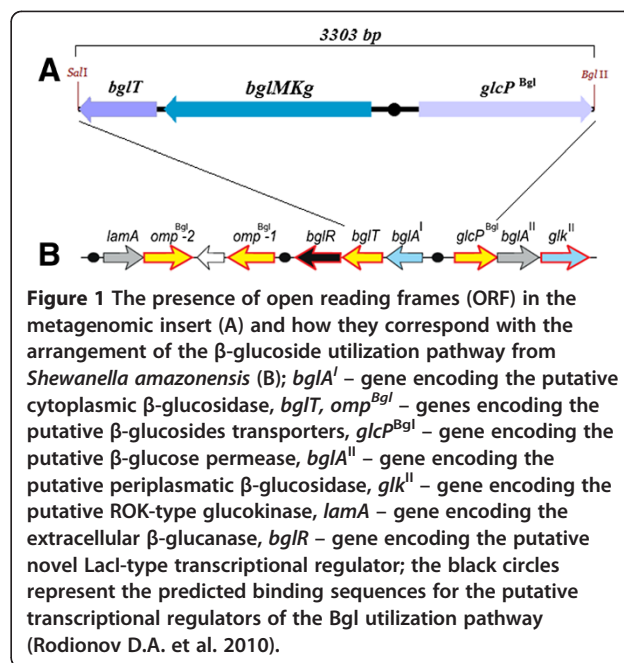 3303 bp
A
SalI
BglII
bglT
bglMKg
glcP Bgl
B
lamA omp Bgl-2 omp Bgl-1 bglR bglT bglA I glcP Bgl bglA II glk II
Figure 1 The presence of open reading frames (ORF) in the
metagenomic insert (A) and how they correspond with the
arrangement of the β-glucoside utilization pathway from
Shewanella amazonensis (B); bglA^I – gene encoding the putative
cytoplasmic β-glucosidase, bglT, omp^Bgl – genes encoding the
putative β-glucosides transporters, glcP^Bgl – gene encoding the
putative β-glucose permease, bglA^II – gene encoding the
putative periplasmatic β-glucosidase, glk^II – gene encoding the
putative ROK-type glucokinase, lamA – gene encoding the
extracellular β-glucanase, bglR – gene encoding the putative
novel LacI-type transcriptional regulator; the black circles
represent the predicted binding sequences for the putative
transcriptional regulators of the Bgl utilization pathway
(Rodionov D.A. et al. 2010).